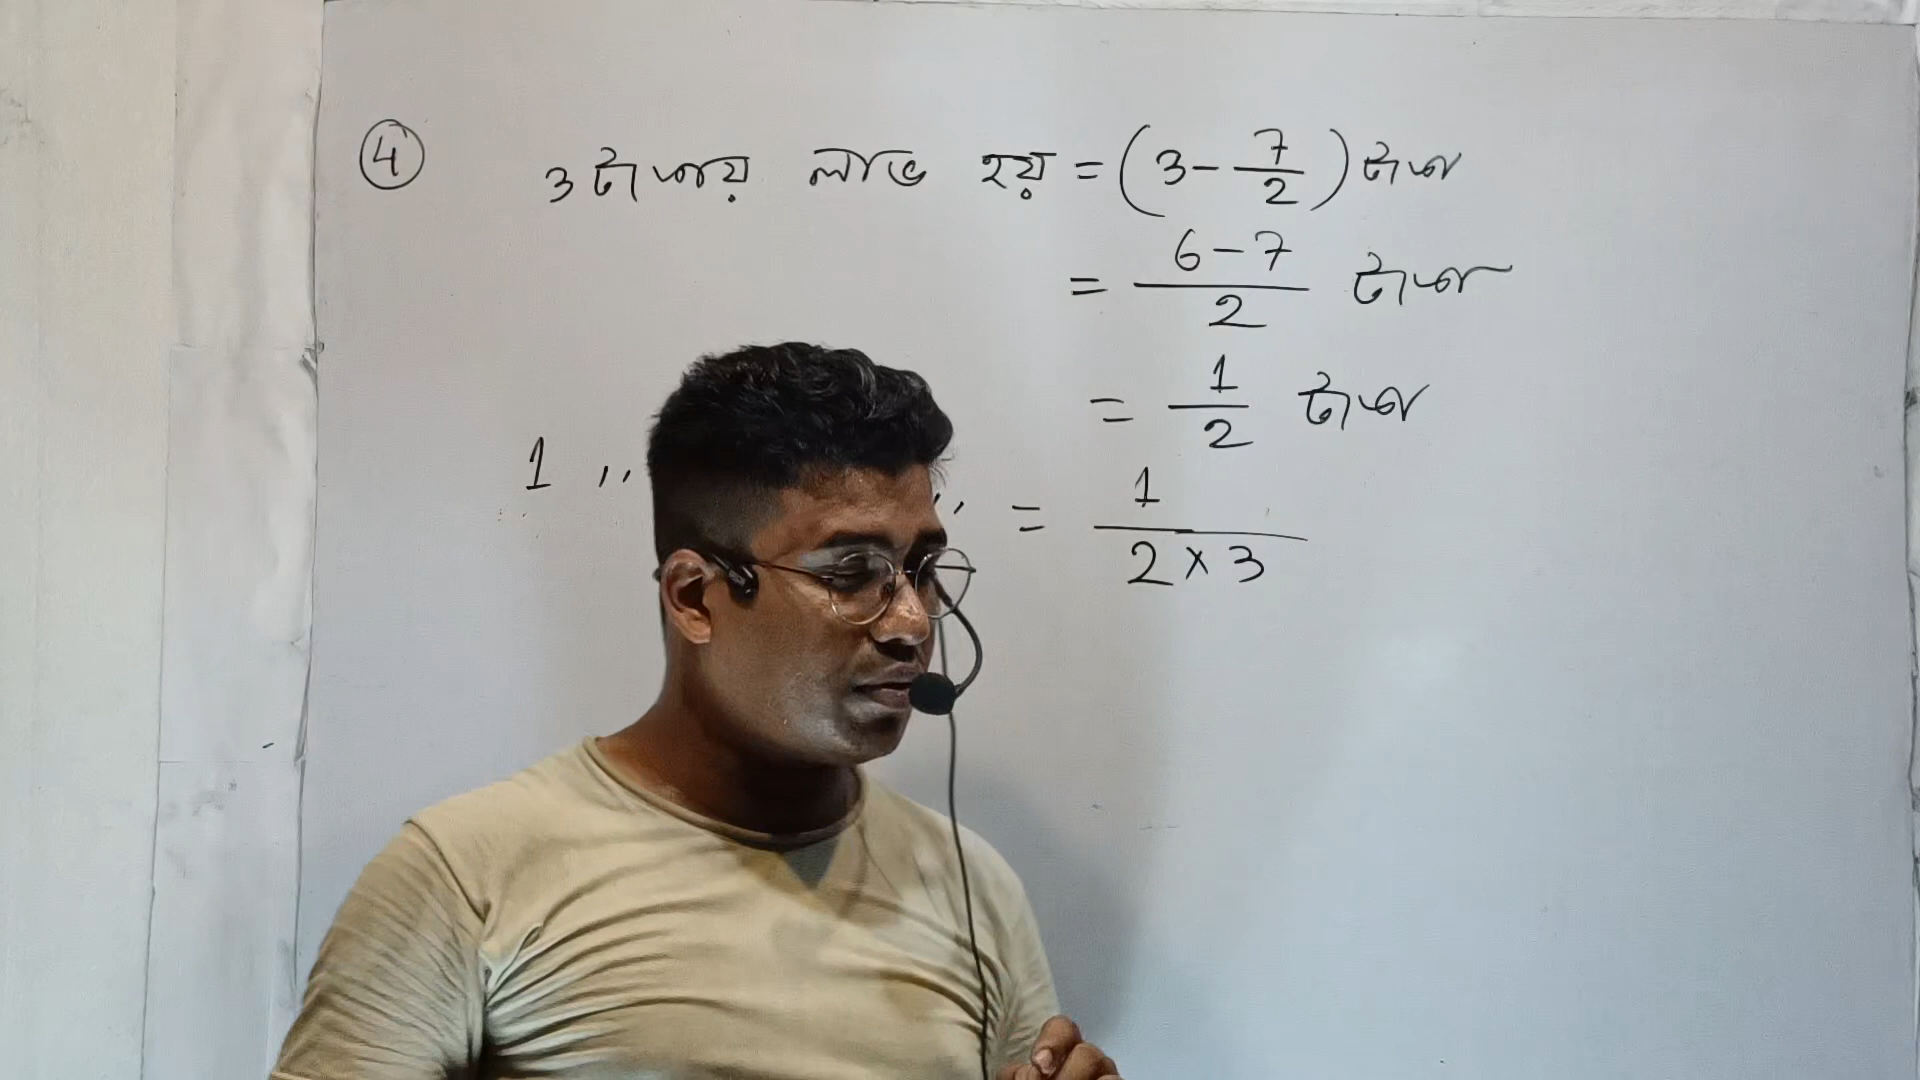 ④ 3 টাকায় লাভ হয় = (3 - 7/2) টাকা
= 6-7/2 টাকা
= 1/2 টাকা
1 ,, ,, = 1/2×3